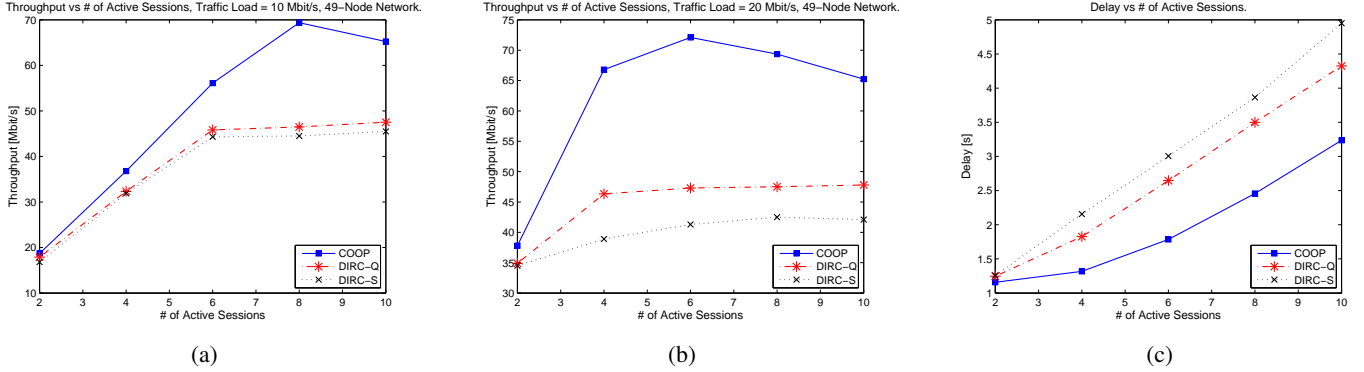 Throughput vs # of Active Sessions, Traffic Load = 10 Mbit/s, 49−Node Network.
70
60
50
40
30
20
10
Throughput [Mbit/s]
2 3 4 5 6 7 8 9 10
# of Active Sessions
COOP
DIRC−Q
DIRC−S
(a)
Throughput vs # of Active Sessions, Traffic Load = 20 Mbit/s, 49−Node Network.
75
70
65
60
55
50
45
40
35
30
Throughput [Mbit/s]
2 3 4 5 6 7 8 9 10
# of Active Sessions
COOP
DIRC−Q
DIRC−S
(b)
Delay vs # of Active Sessions.
5
4.5
4
3.5
3
2.5
2
1.5
1
Delay [s]
2 3 4 5 6 7 8 9 10
# of Active Sessions
COOP
DIRC−Q
DIRC−S
(c)